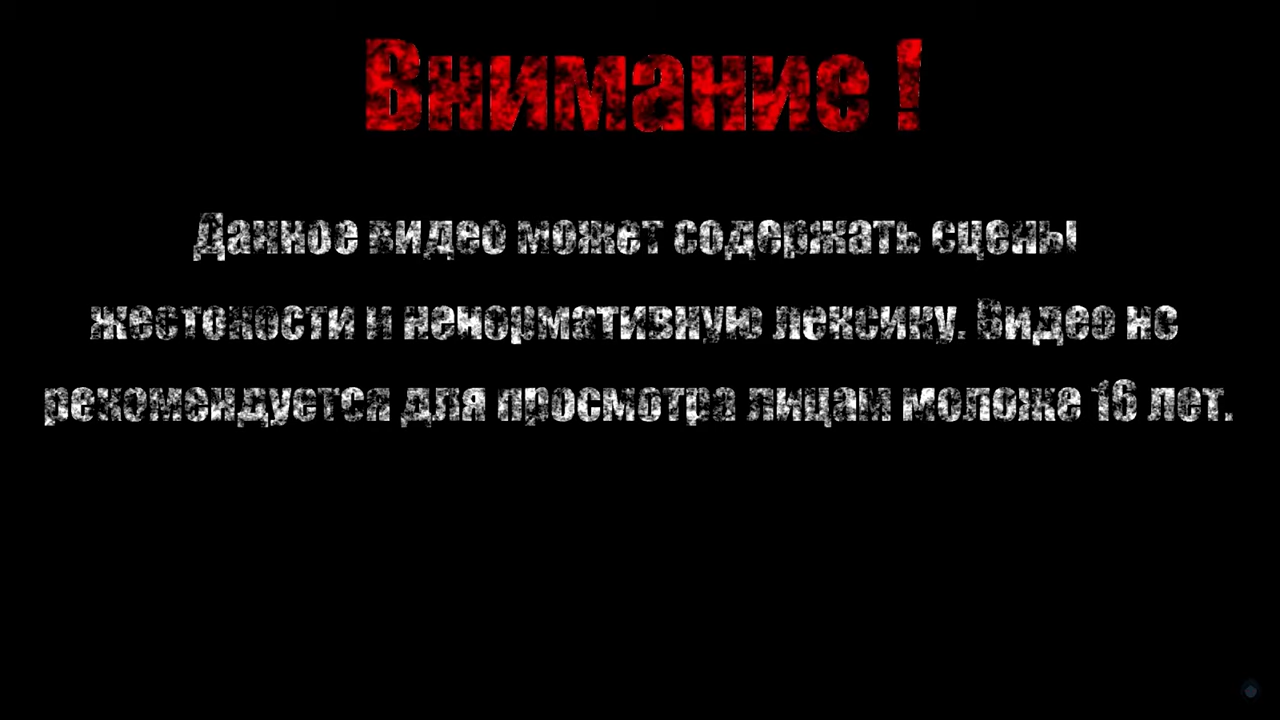 Внимание !
Данное видео может содержать сцены
жестокости и ненормативную лексику. Видео не
рекомендуется для просмотра лицам моложе 16 лет.